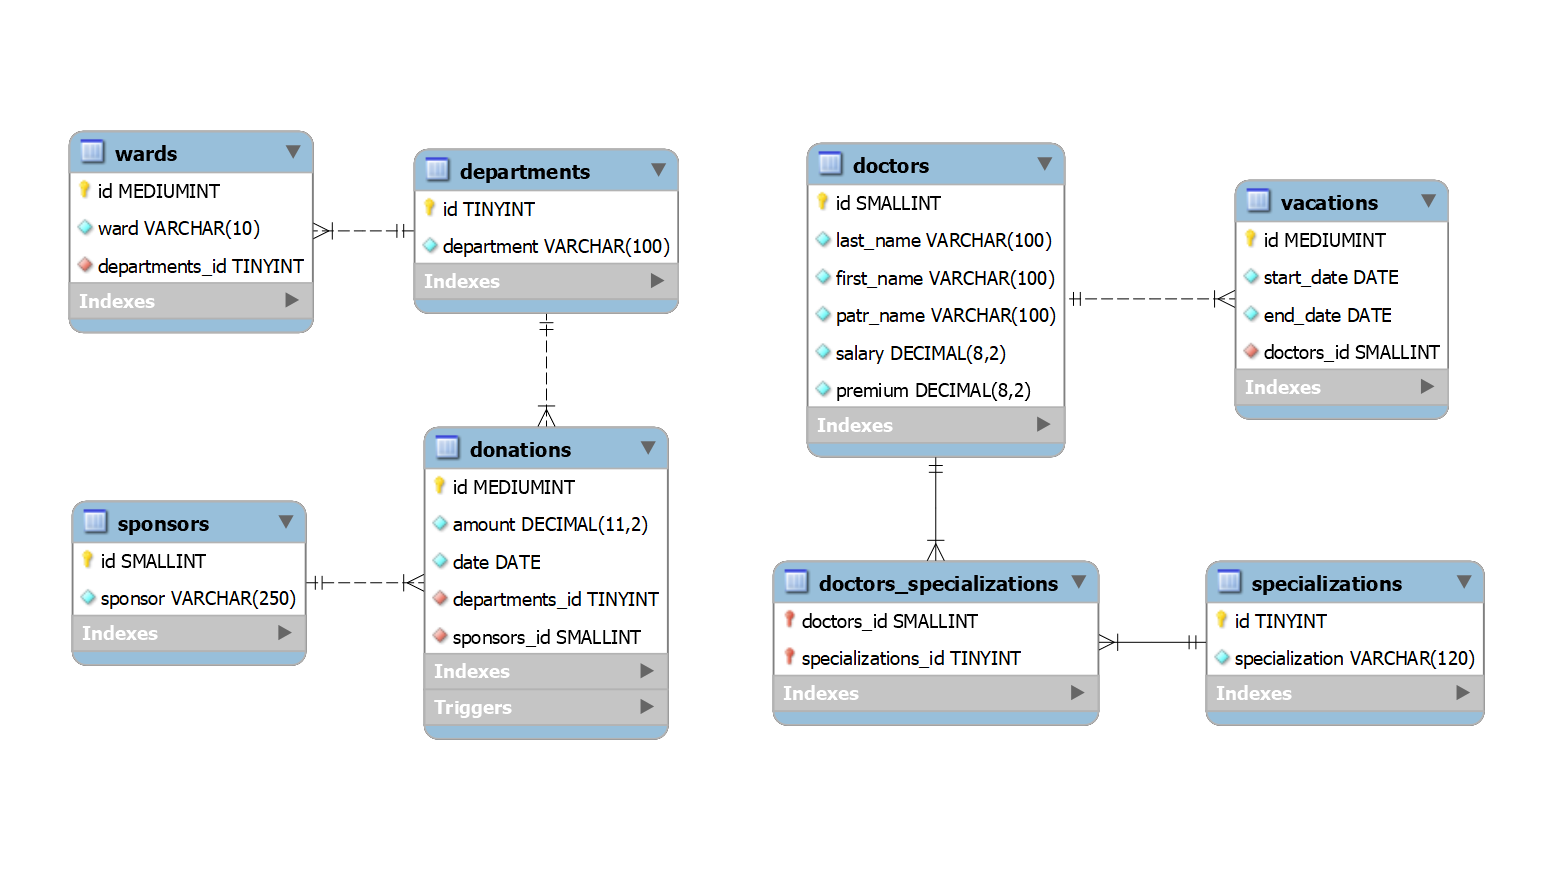 wards
id MEDIUMINT
ward VARCHAR(10)
departments_id TINYINT
Indexes
departments
id TINYINT
department VARCHAR(100)
Indexes
sponsors
id SMALLINT
sponsor VARCHAR(250)
Indexes
donations
id MEDIUMINT
amount DECIMAL(11,2)
date DATE
departments_id TINYINT
sponsors_id SMALLINT
Indexes
Triggers
doctors
id SMALLINT
last_name VARCHAR(100)
first_name VARCHAR(100)
patr_name VARCHAR(100)
salary DECIMAL(8,2)
premium DECIMAL(8,2)
Indexes
vacations
id MEDIUMINT
start_date DATE
end_date DATE
doctors_id SMALLINT
Indexes
doctors_specializations
doctors_id SMALLINT
specializations_id TINYINT
Indexes
specializations
id TINYINT
specialization VARCHAR(120)
Indexes